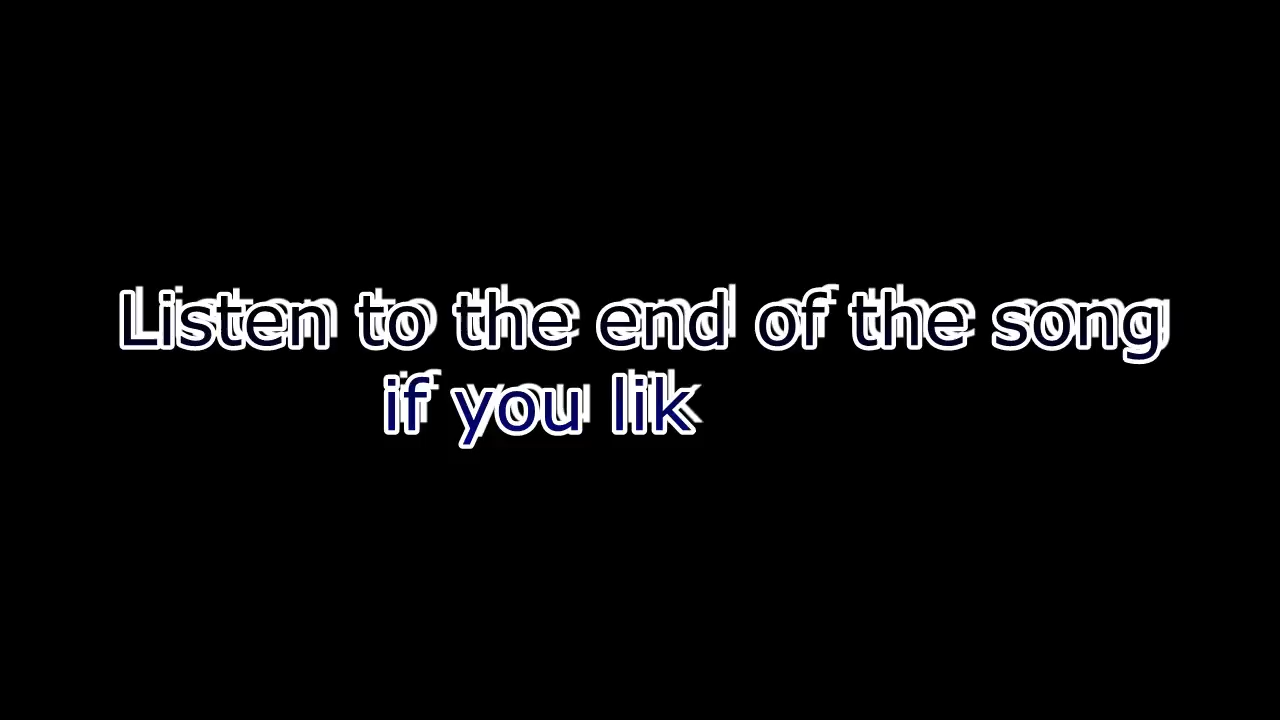 Listen to the end of the song
if you lik